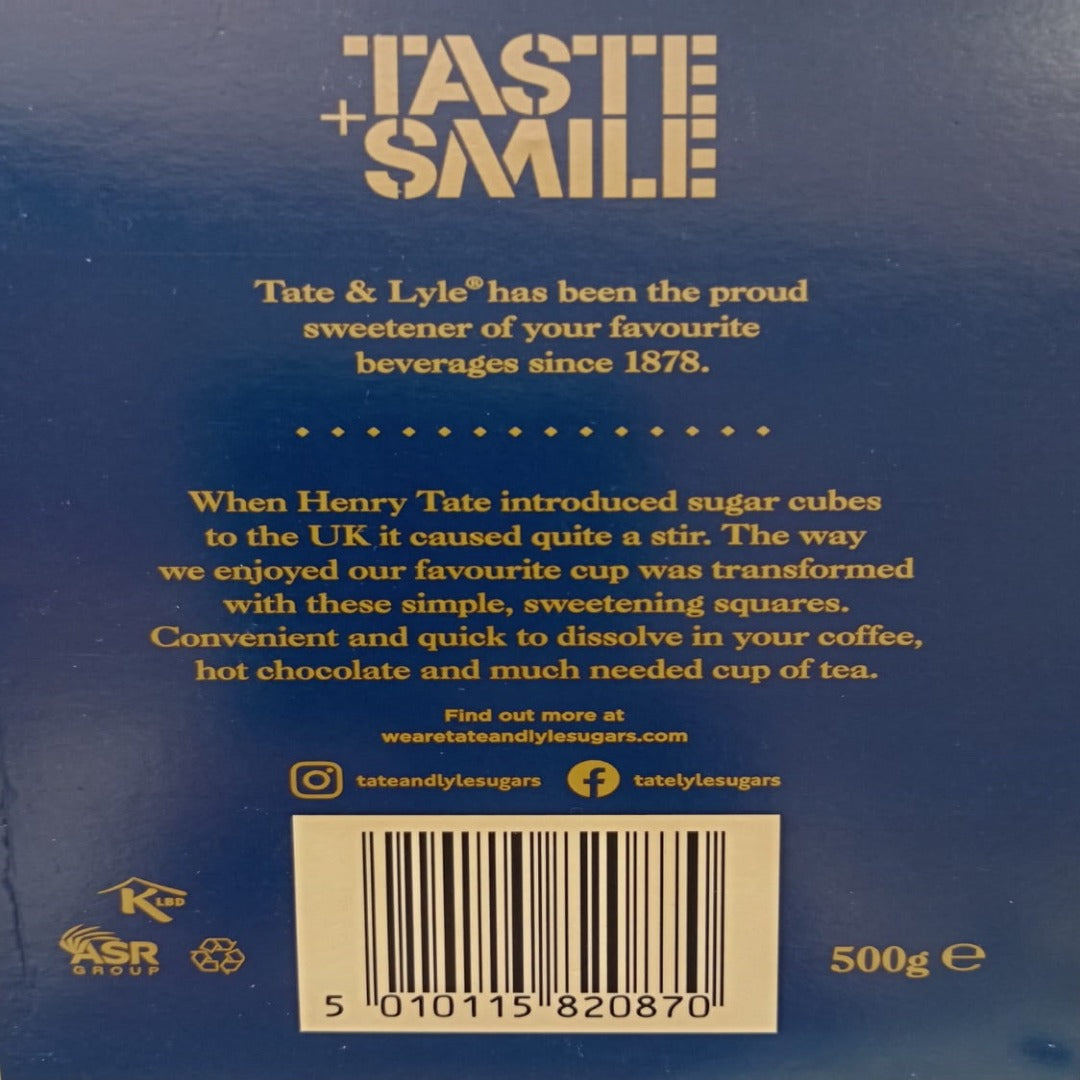 TASTE
+SMILE
Tate & Lyle® has been the proud
sweetener of your favourite
beverages since 1878.
When Henry Tate introduced sugar cubes
to the UK it caused quite a stir. The way
we enjoyed our favourite cup was transformed
with these simple, sweetening squares.
Convenient and quick to dissolve in your coffee,
hot chocolate and much needed cup of tea.
Find out more at
wearetateandlylesugars.com
tateandlylesugars tatelylesugars
K LBD
ASR
GROUP
500g ℮
5 010115 820870